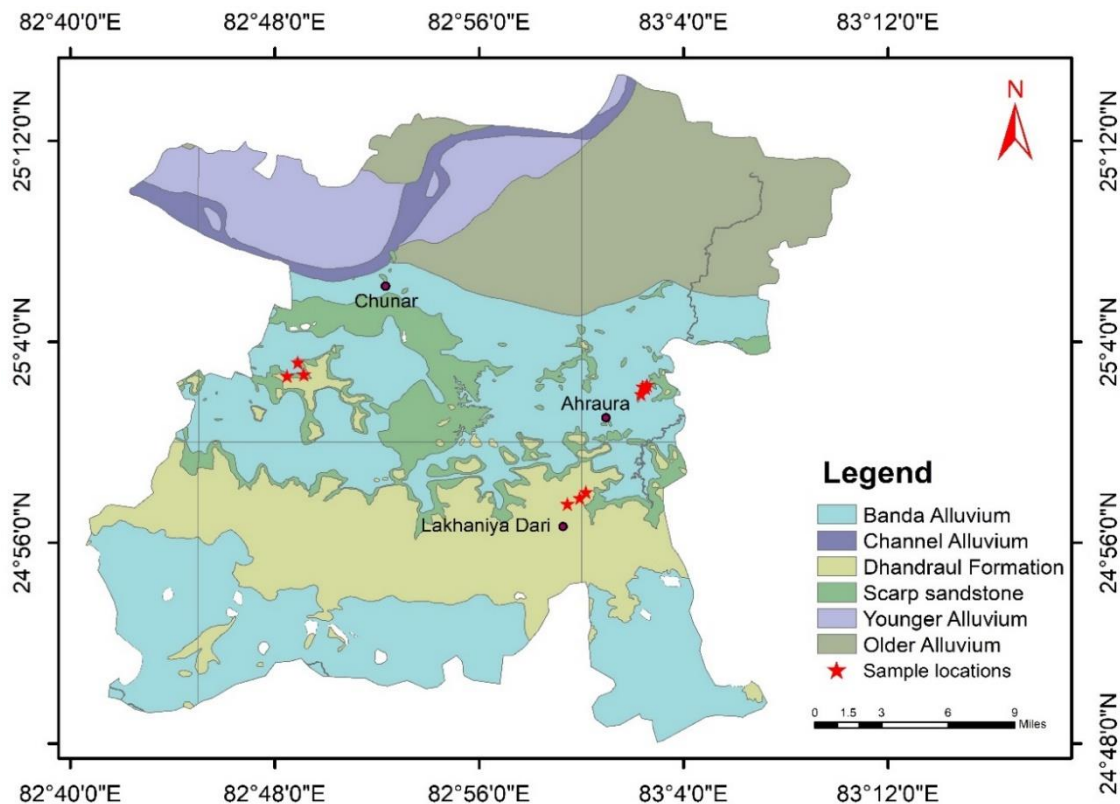 82°40'0"E 82°48'0"E 82°56'0"E 83°4'0"E 83°12'0"E
N
25°12'0"N 25°12'0"N
Chunar
25°4'0"N 25°4'0"N
Ahraura
Lakhaniya Dari
24°56'0"N 24°56'0"N
Legend
Banda Alluvium
Channel Alluvium
Dhandraul Formation
Scarp sandstone
Younger Alluvium
Older Alluvium
Sample locations
0 1.5 3 6 9
Miles
24°48'0"N
82°40'0"E 82°48'0"E 82°56'0"E 83°4'0"E 83°12'0"E